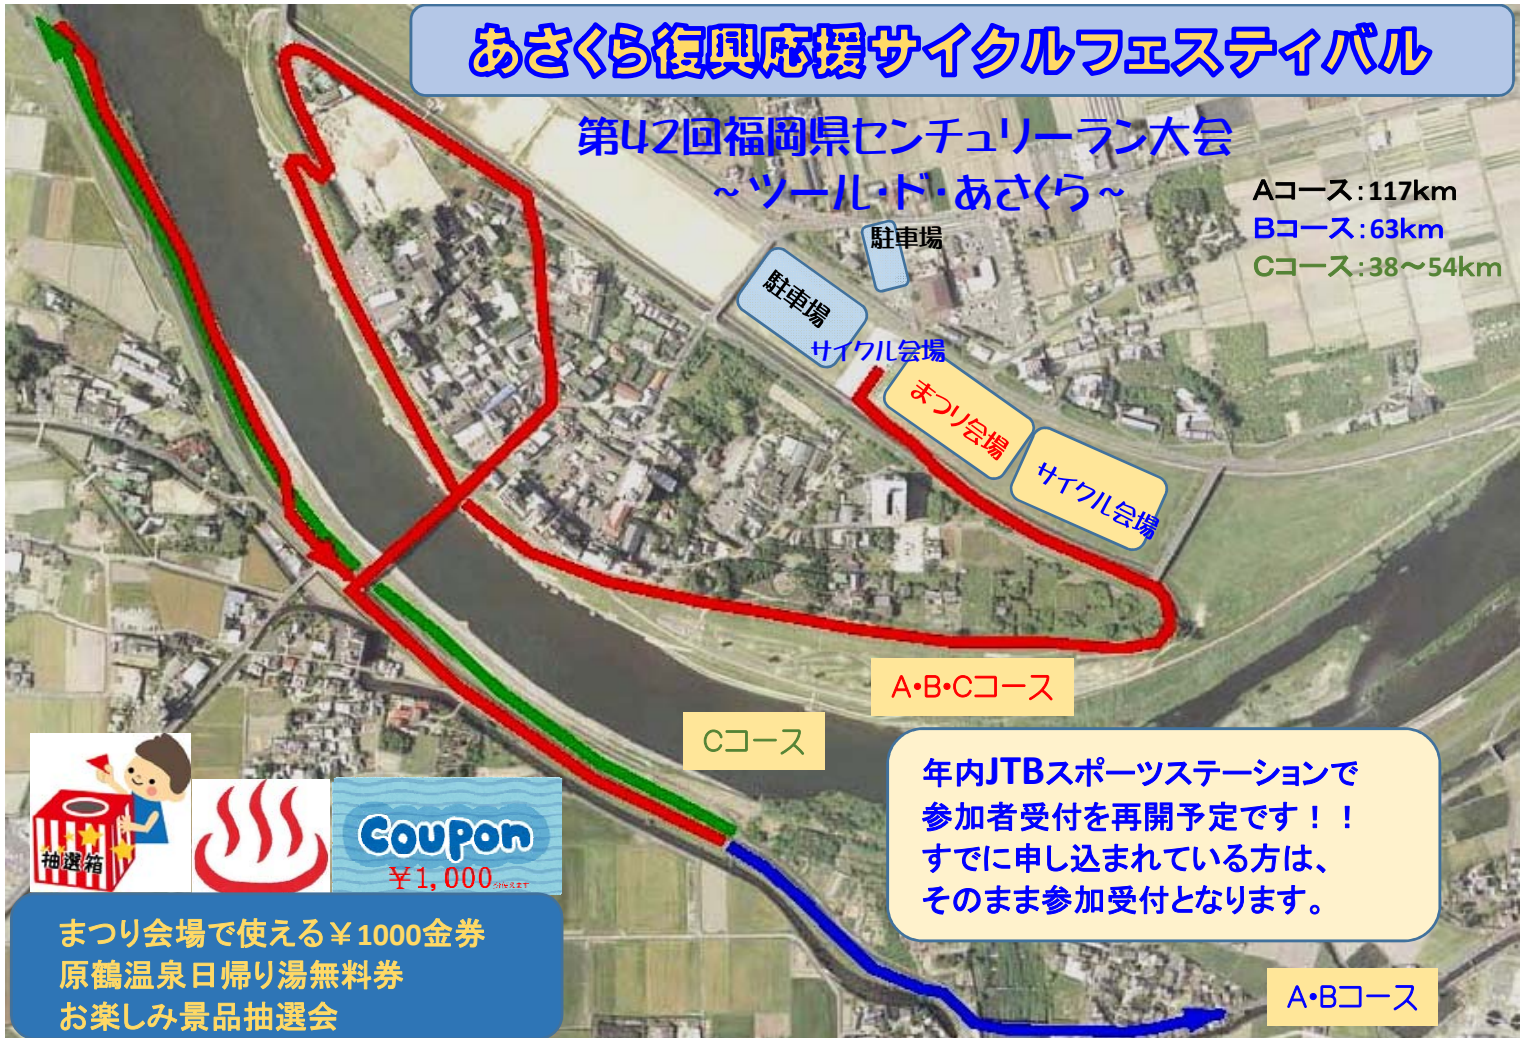 あさくら復興応援サイクルフェスティバル
第42回福岡県センチュリーラン大会
～ツール・ド・あさくら～
Aコース：117km
Bコース：63km
Cコース：38～54km
駐車場
駐車場
サイクル会場
まつり会場
サイクル会場
A・B・Cコース
Cコース
年内JTBスポーツステーションで
参加者受付を再開予定です！！
すでに申し込まれている方は、
そのまま参加受付となります。
抽選箱
Coupon
￥1,000
まつり会場で使える￥1000金券
原鶴温泉日帰り湯無料券
お楽しみ景品抽選会
A・Bコース